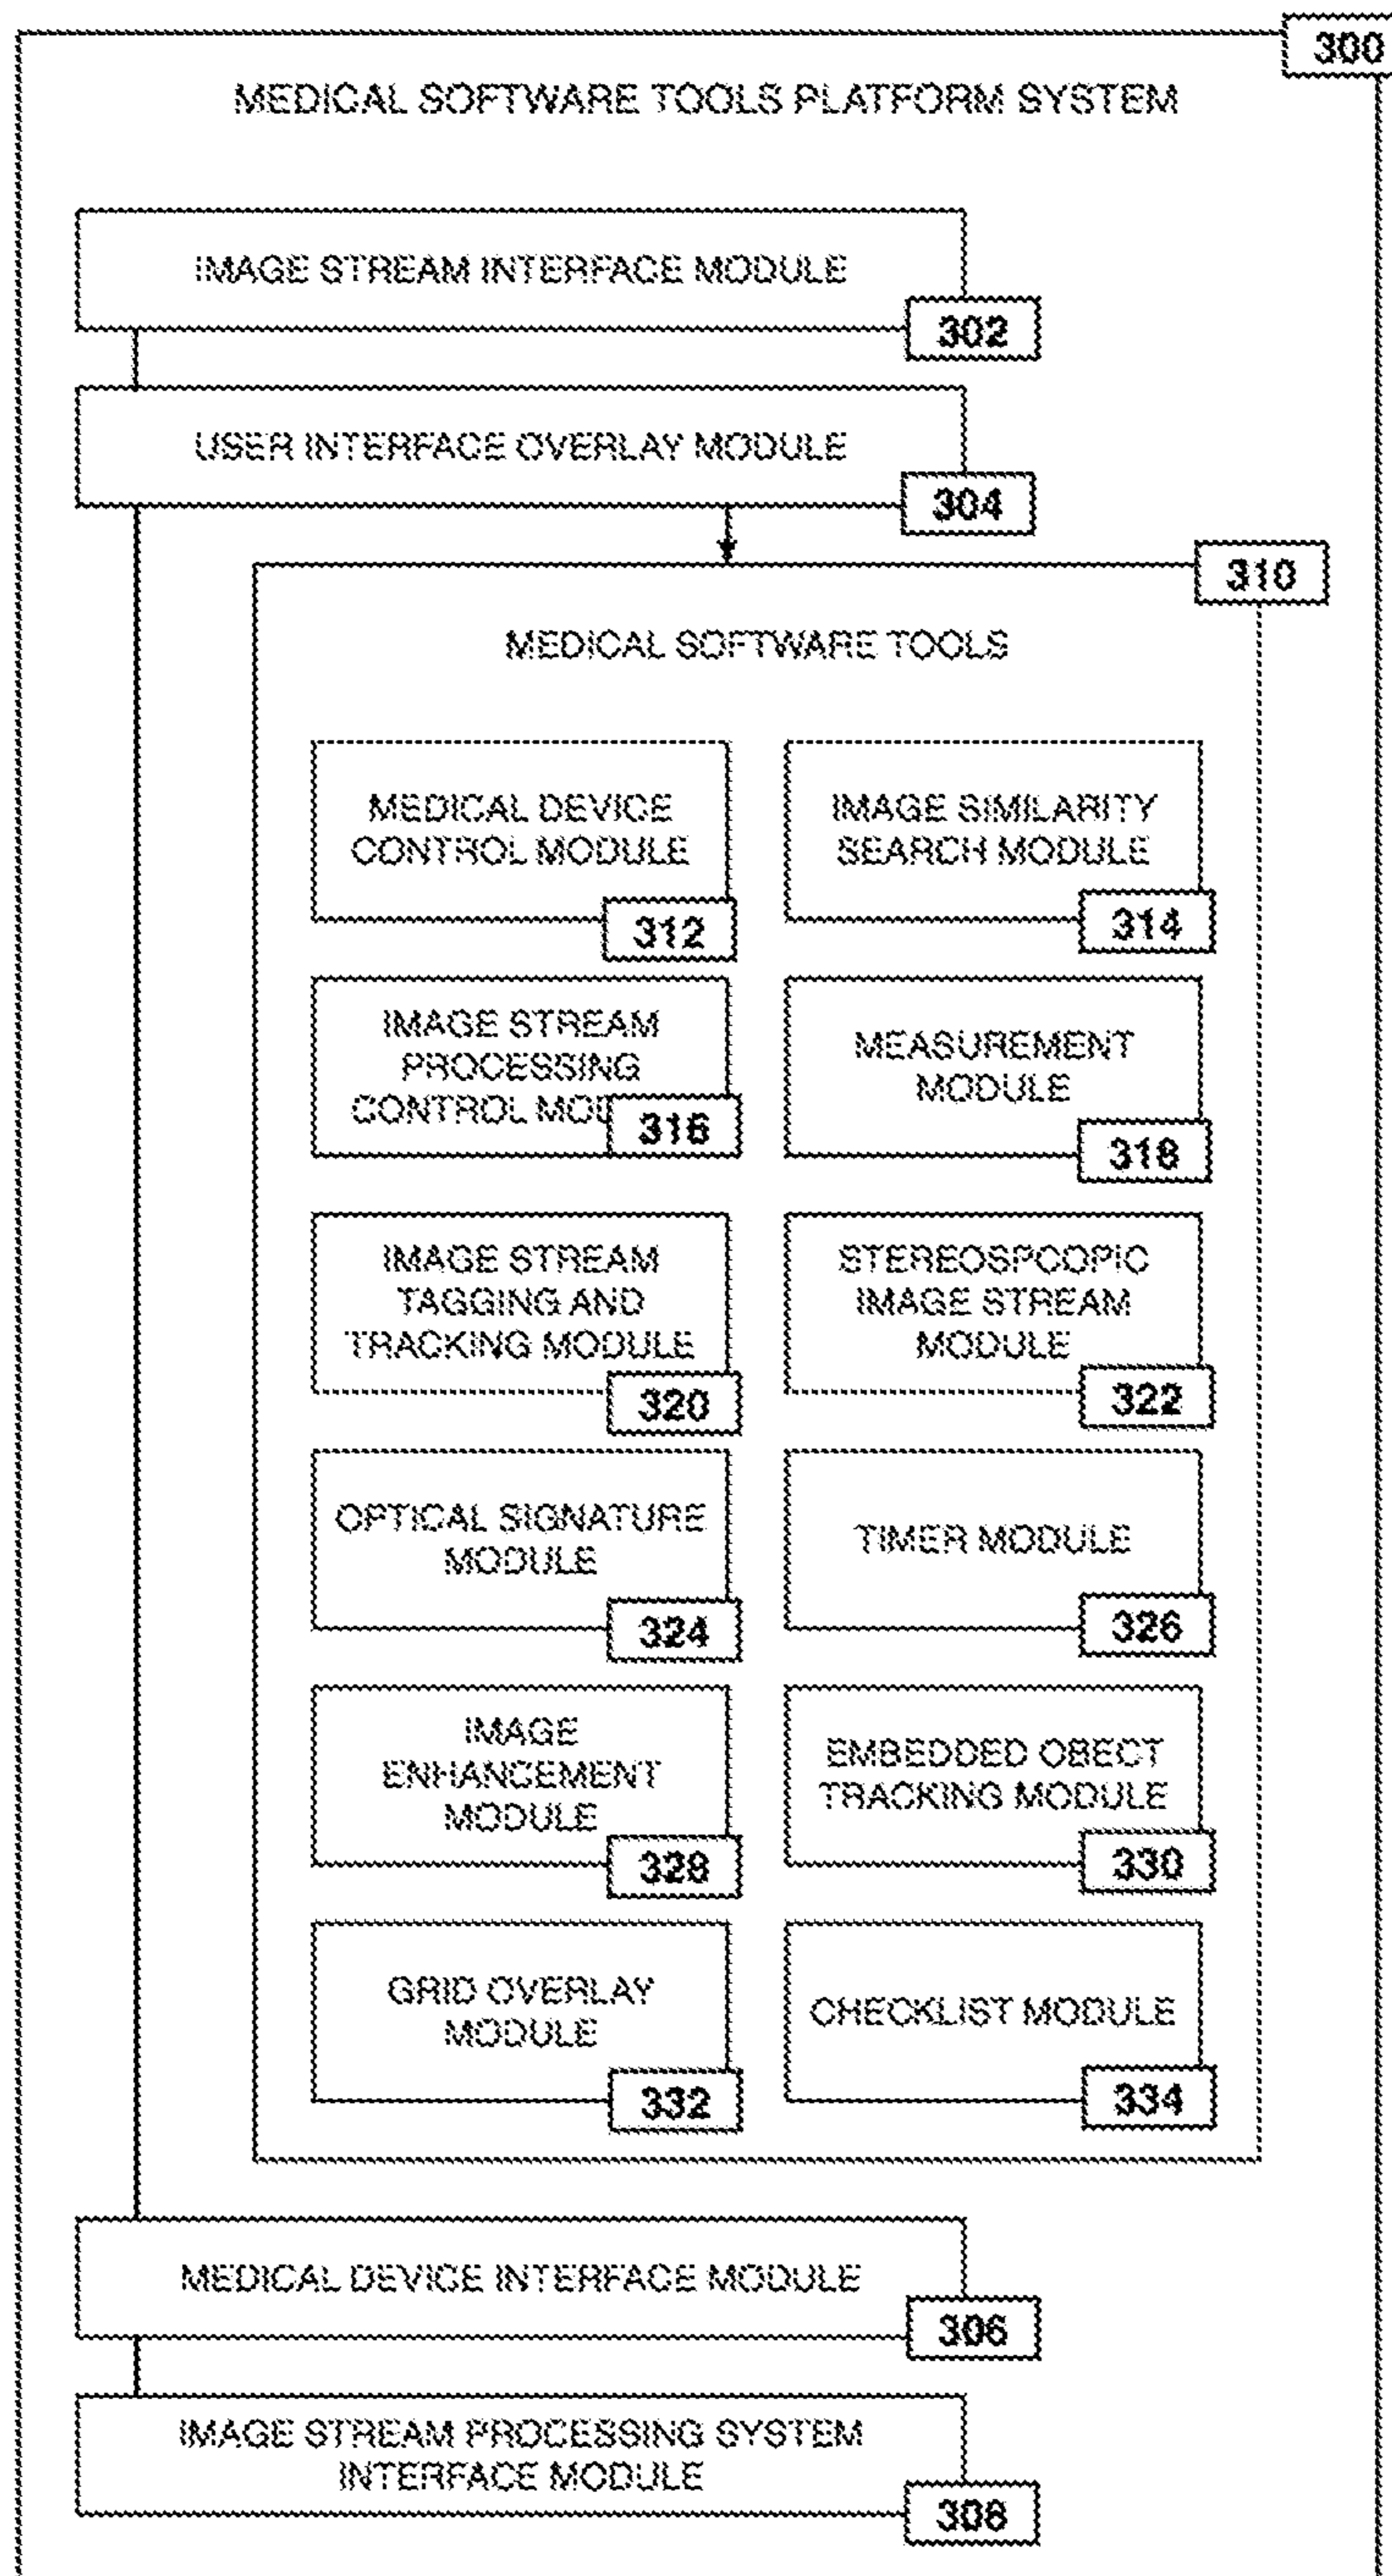 300
MEDICAL SOFTWARE TOOLS PLATFORM SYSTEM
IMAGE STREAM INTERFACE MODULE
302
USER INTERFACE OVERLAY MODULE
304
310
MEDICAL SOFTWARE TOOLS
MEDICAL DEVICE
CONTROL MODULE
312
IMAGE SIMILARITY
SEARCH MODULE
314
IMAGE STREAM
PROCESSING
CONTROL MOD
316
MEASUREMENT
MODULE
318
IMAGE STREAM
TAGGING AND
TRACKING MODULE
320
STEREOSPCOPIC
IMAGE STREAM
MODULE
322
OPTICAL SIGNATURE
MODULE
324
TIMER MODULE
326
IMAGE
ENHANCEMENT
MODULE
328
EMBEDDED OBECT
TRACKING MODULE
330
GRID OVERLAY
MODULE
332
CHECKLIST MODULE
334
MEDICAL DEVICE INTERFACE MODULE
306
IMAGE STREAM PROCESSING SYSTEM
INTERFACE MODULE
308